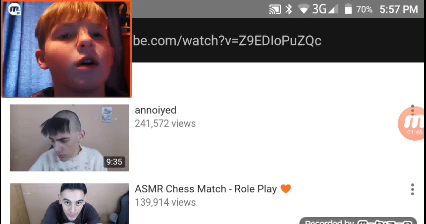 3G 70% 5:57 PM
be.com/watch?v=Z9EDIoPuZQc
annoiyed
241,572 views
9:35
ASMR Chess Match - Role Play 🧡
139,914 views
Recorded by